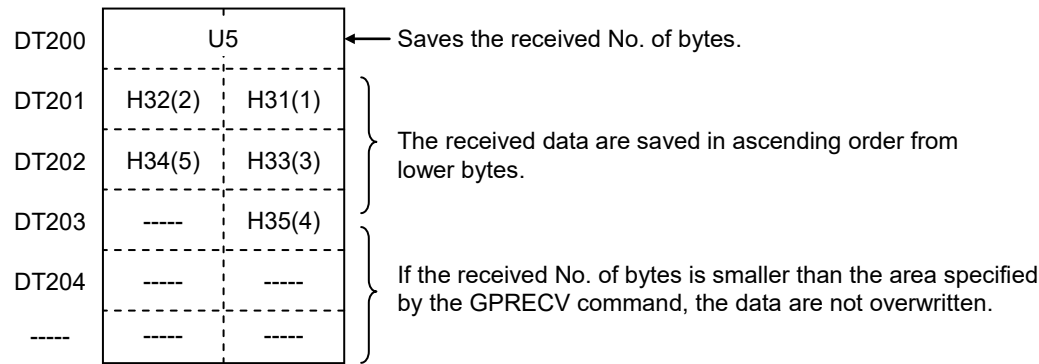 DT200 U5 Saves the received No. of bytes.
DT201 H32(2) H31(1)
The received data are saved in ascending order from
lower bytes.
DT202 H34(5) H33(3)
DT203 ----- H35(4)
DT204 ----- -----
If the received No. of bytes is smaller than the area specified
by the GPRECV command, the data are not overwritten.
----- ----- -----